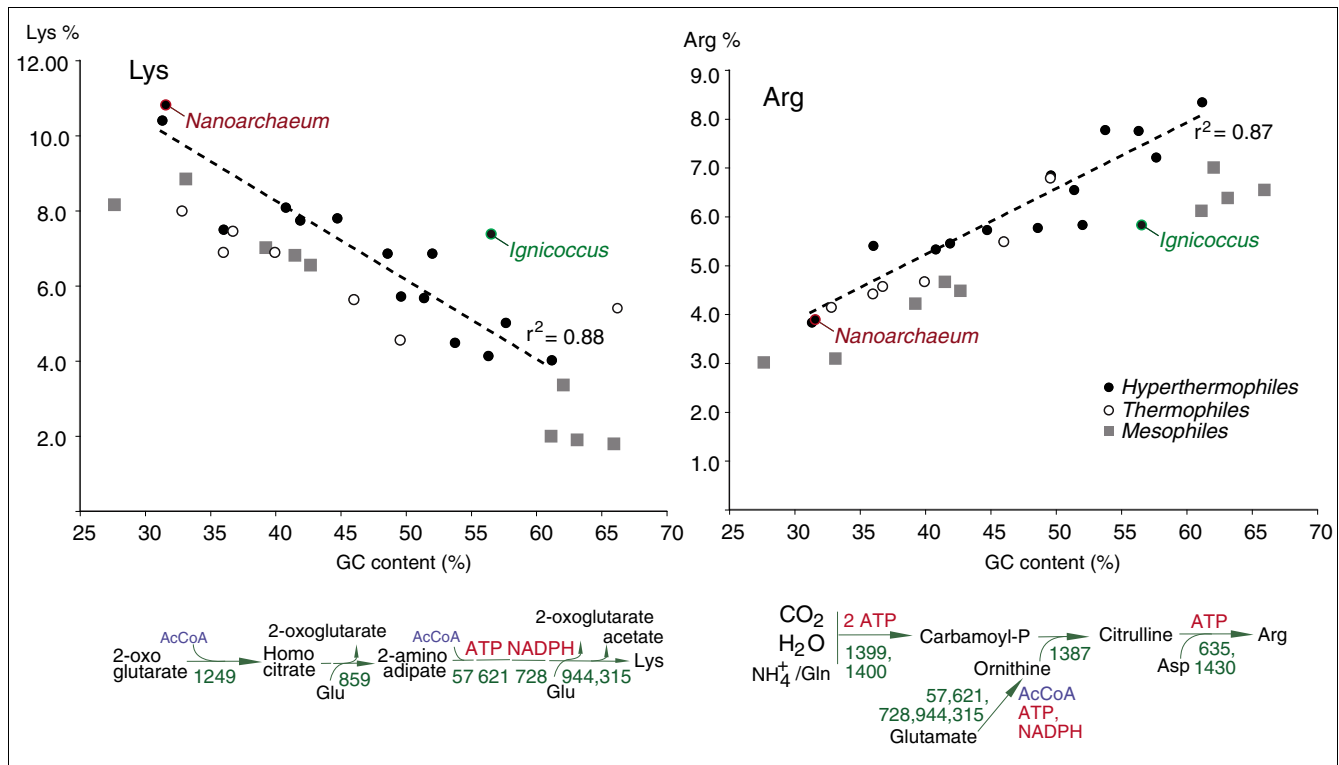 Lys %
12.00
10.0
8.0
6.0
4.0
2.0
Lys
Nanoarchaeum
Ignicoccus
r2 = 0.88
25 30 35 40 45 50 55 60 65 70
GC content (%)
Arg %
9.0
8.0
7.0
6.0
5.0
4.0
3.0
2.0
1.0
Arg
r2 = 0.87
Ignicoccus
Nanoarchaeum
Hyperthermophiles
Thermophiles
Mesophiles
25 30 35 40 45 50 55 60 65 70
GC content (%)
2-oxo
glutarate
AcCoA
1249
Homo
citrate
2-oxoglutarate
Glu
859
2-amino
adipate
AcCoA
ATP NADPH
57 621 728
Glu
944,315
2-oxoglutarate
acetate
Lys
CO2
H2O
NH4+ /Gln
2 ATP
1399,
1400
Carbamoyl-P
Ornithine
1387
Citrulline
ATP
Asp
635,
1430
Arg
57,621,
728,944,315
Glutamate
AcCoA
ATP,
NADPH